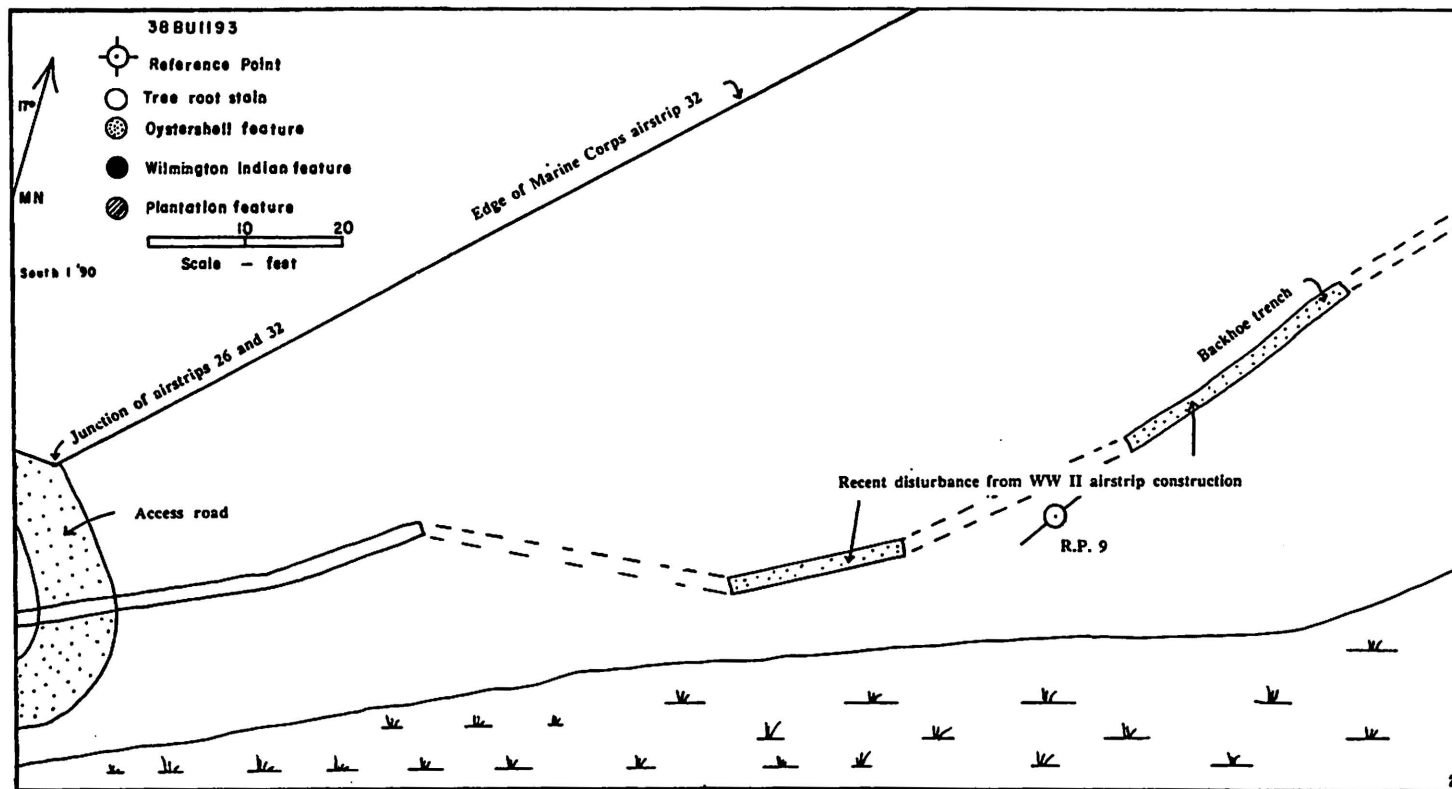 38BU1193
Reference Point
Tree root stain
Oystershell feature
Wilmington Indian feature
Plantation feature
10 20
Scale – feet
17°
MN
South 1 '90
Edge of Marine Corps airstrip 32
Junction of airstrips 26 and 32
Access road
Backhoe trench
Recent disturbance from WW II airstrip construction
R.P. 9